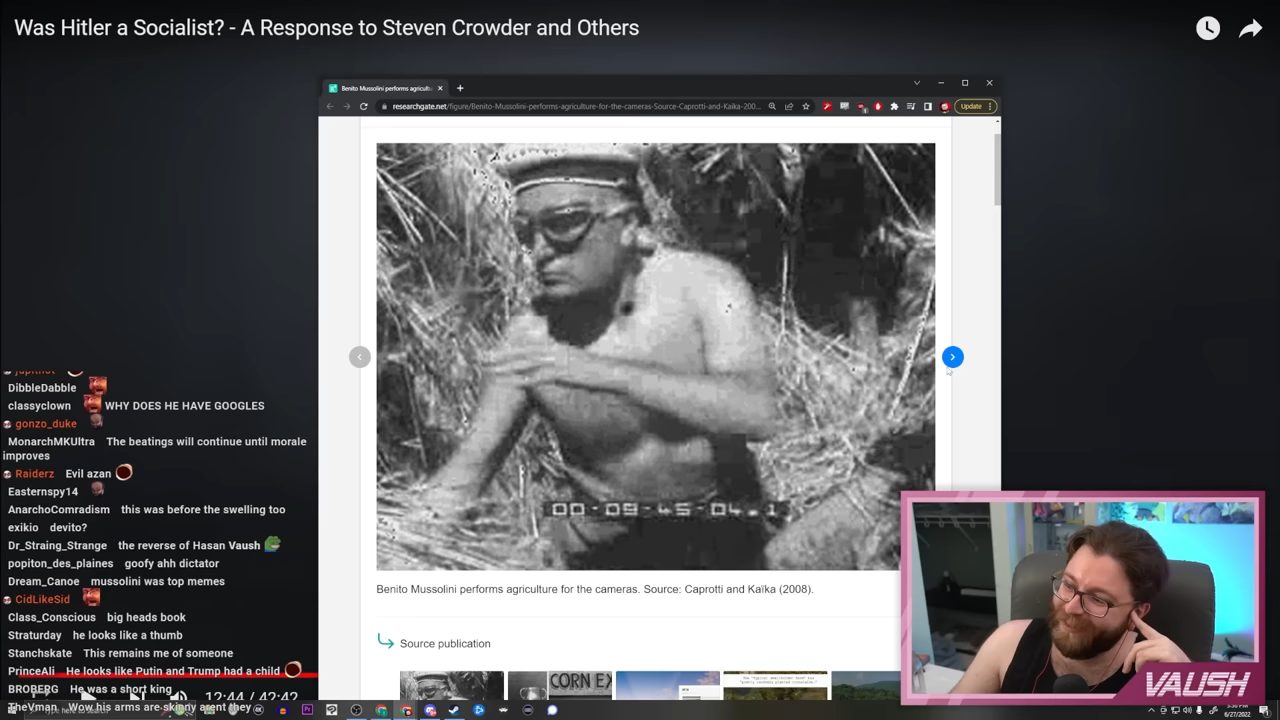 Was Hitler a Socialist? - A Response to Steven Crowder and Others
Benito Mussolini performs agricultu
Update
researchgate.net/figure/Benito-Mussolini-performs-agriculture-for-the-cameras-Source-Caprotti-and-Kaika-200...
DibbleDabble
classyclown WHY DOES HE HAVE GOOGLES
gonzo_duke
MonarchMKUltra The beatings will continue until morale
improves
Raiderz Evil azan
Easternspy14
AnarchoComradism this was before the swelling too
exikio devito?
Dr_Straing_Strange the reverse of Hasan Vaush
popiton_des_plaines goofy ahh dictator
Dream_Canoe mussolini was top memes
CidLikeSid
Class_Conscious big heads book
Straturday he looks like a thumb
Stanchskate This remains me of someone
PrinceAli He looks like Putin and Trump had a child
BROBERG He was a short king
Wow his arms are skinny arent they
12:44 / 42:42
00-09-45-04.1
Benito Mussolini performs agriculture for the cameras. Source: Caprotti and Kaïka (2008).
Source publication
CORN EX
VAUSH
6/27/2022